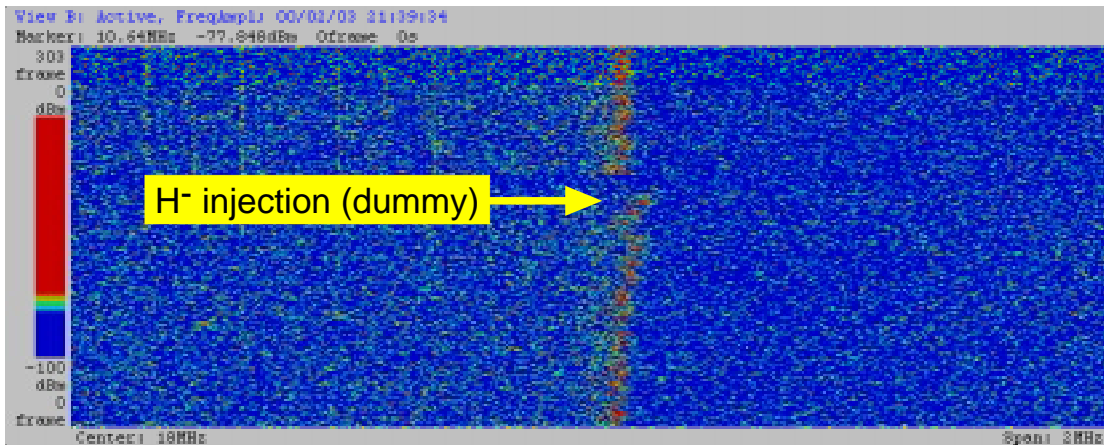 View B: Active, FreqAmpl: 00/02/03 21:39:34
Marker: 10.64MHz -77.848dBm 0frame 0s
303
frame
0
dBm
H- injection (dummy)
-100
dBm
0
frame
Center: 10MHz Span: 3MHz